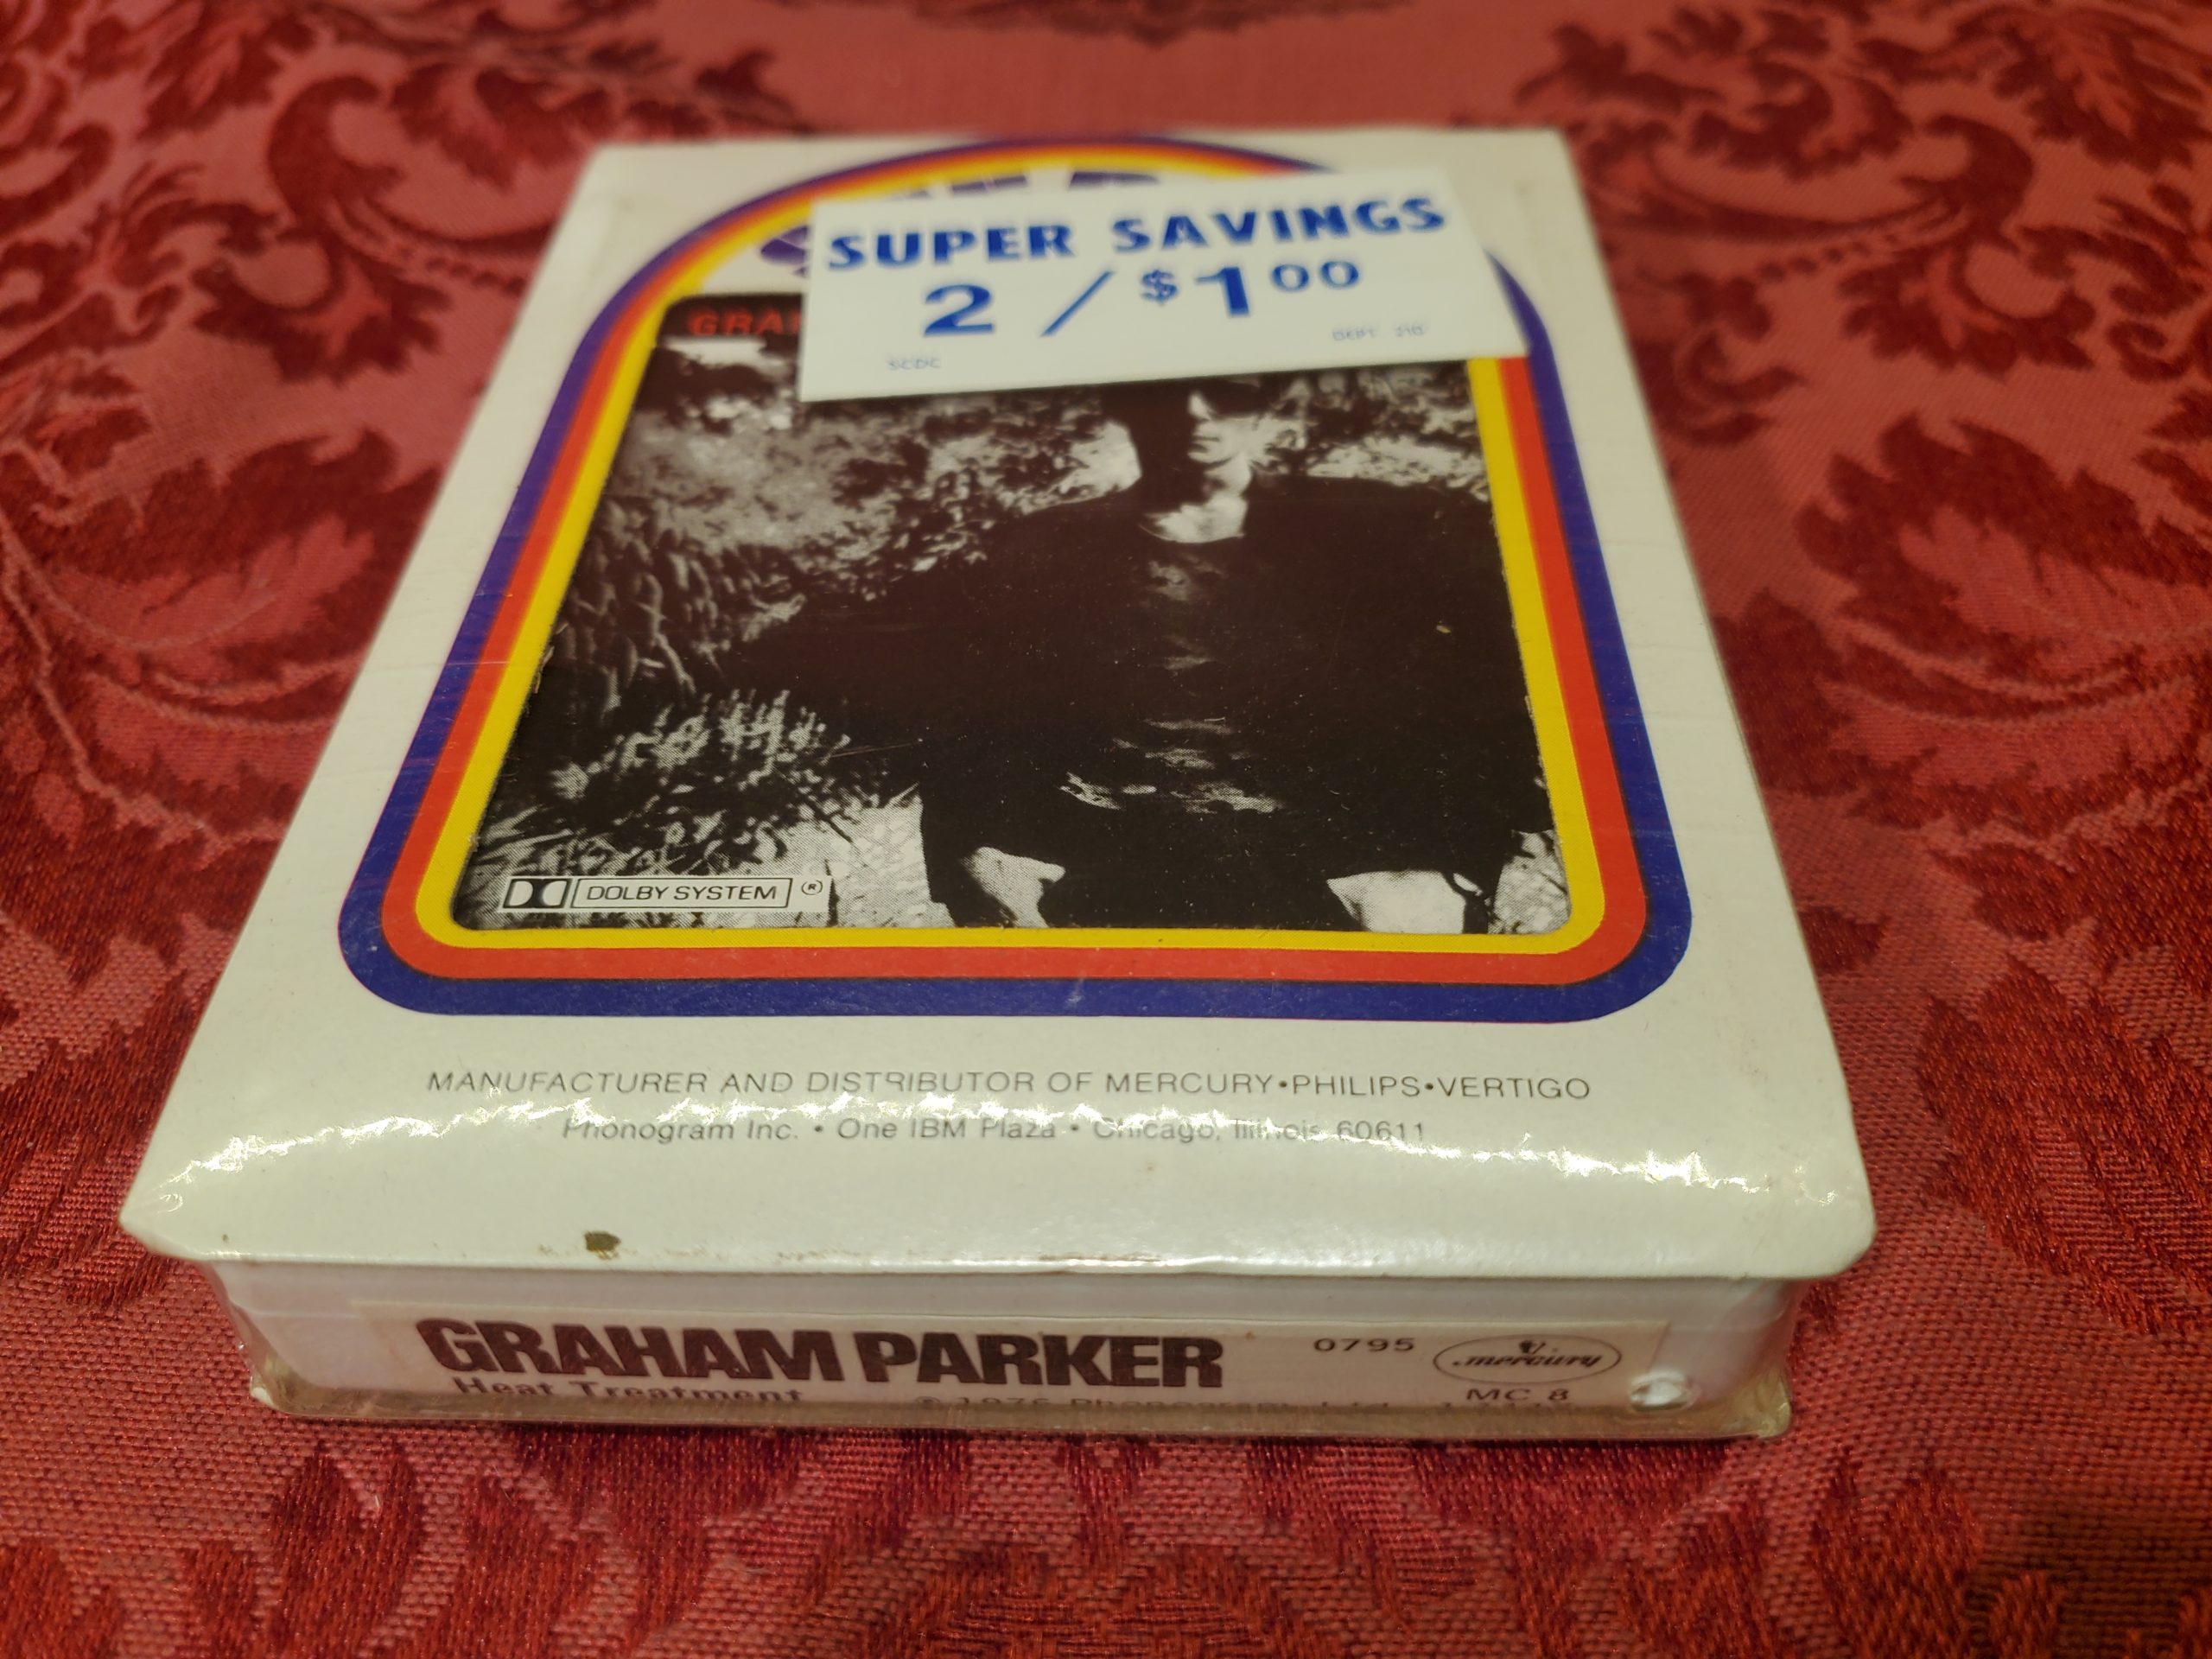 SUPER SAVINGS
2 / $1.00
SCDC DEPT 210
DOLBY SYSTEM ®
MANUFACTURER AND DISTRIBUTOR OF MERCURY•PHILIPS•VERTIGO
Phonogram Inc. • One IBM Plaza • Chicago, Illinois 60611
GRAHAM PARKER 0795 mercury
Heat Treatment MC 8